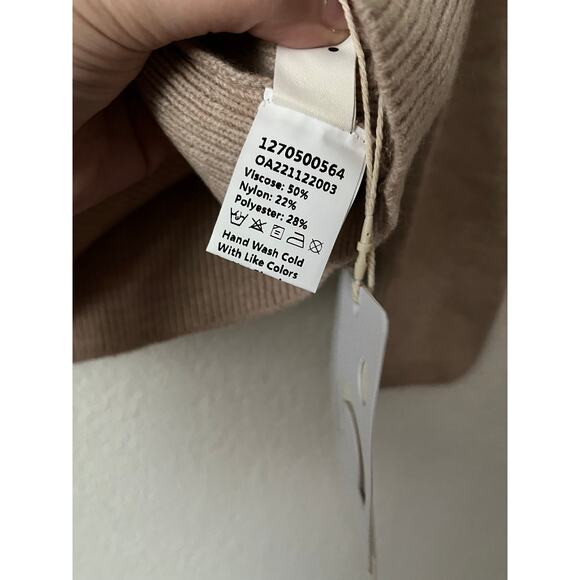 1270500564
OA221122003
Viscose: 50%
Nylon: 22%
Polyester: 28%
Hand Wash Cold
With Like Colors